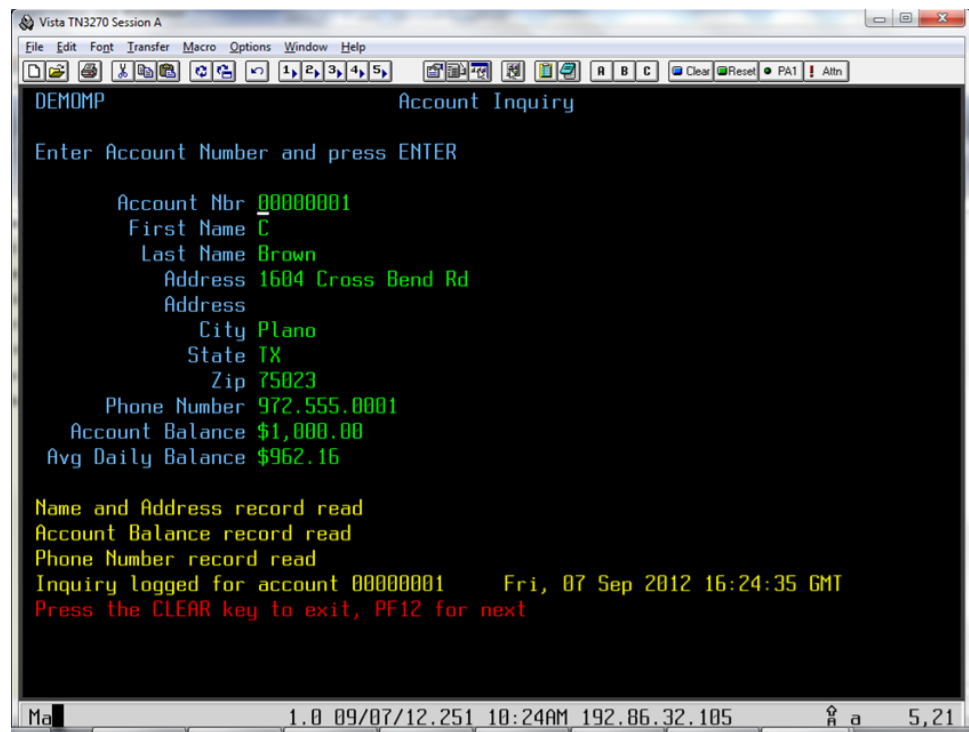 Vista TN3270 Session A
File Edit Font Transfer Macro Options Window Help
1 2 3 4 5 A B C Clear Reset PA1 Attn
DEMOMP Account Inquiry
Enter Account Number and press ENTER
Account Nbr 00000001
First Name C
Last Name Brown
Address 1604 Cross Bend Rd
Address
City Plano
State TX
Zip 75023
Phone Number 972.555.0001
Account Balance $1,000.00
Avg Daily Balance $962.16
Name and Address record read
Account Balance record read
Phone Number record read
Inquiry logged for account 00000001 Fri, 07 Sep 2012 16:24:35 GMT
Press the CLEAR key to exit, PF12 for next
Ma 1.0 09/07/12.251 10:24AM 192.86.32.105 a 5,21